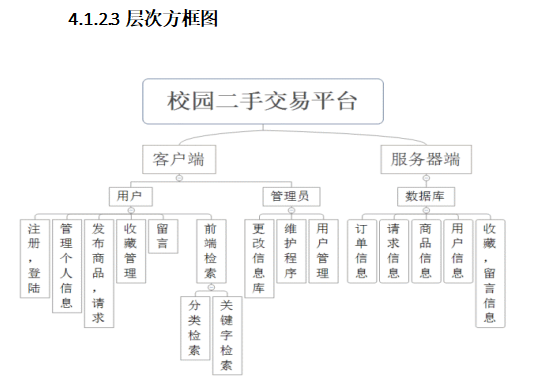 4.1.2.3 层次方框图
校园二手交易平台
客户端
服务器端
用户
管理员
数据库
注册，登陆
管理个人信息
发布商品，请求
收藏管理
留言
前端检索
更改信息库
维护程序
用户管理
订单信息
请求信息
商品信息
用户信息
收藏，留言信息
分类检索
关键字检索